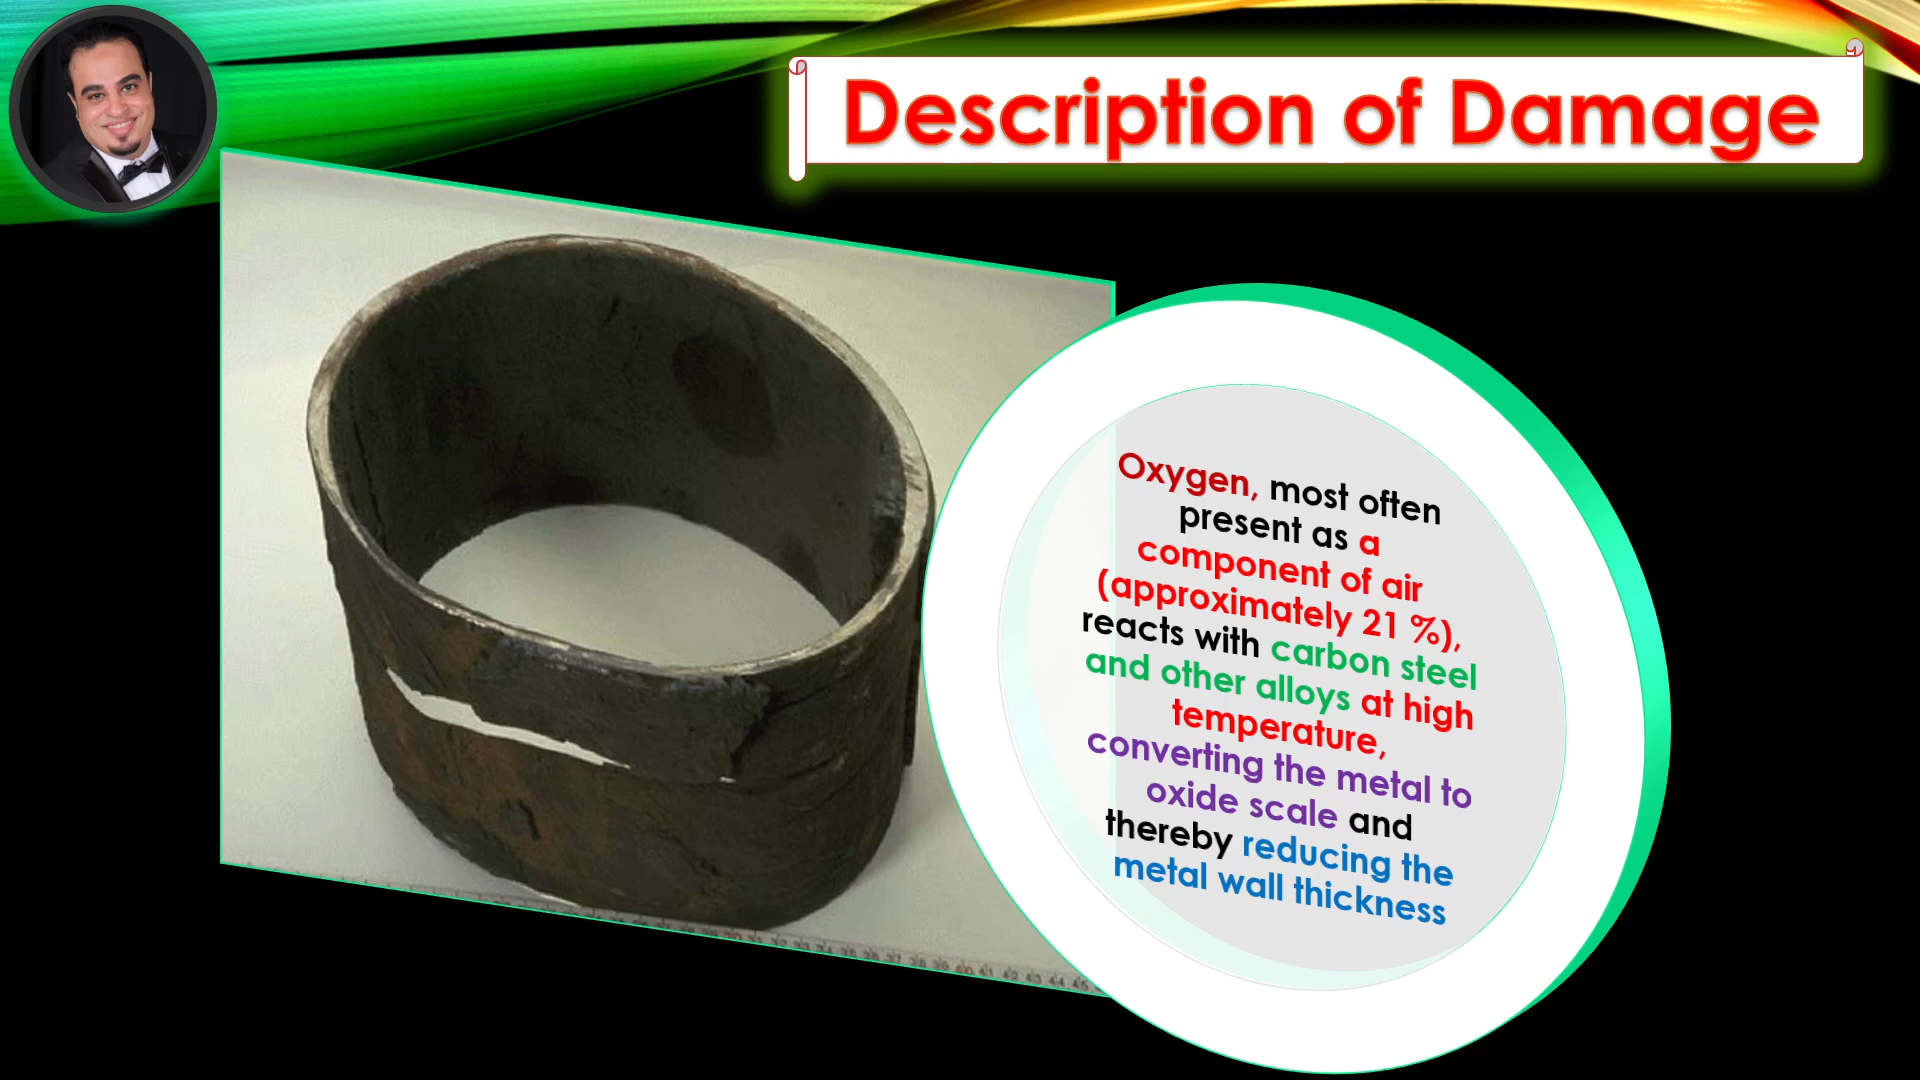 Description of Damage
Oxygen, most often
present as a
component of air
(approximately 21 %),
reacts with carbon steel
and other alloys at high
temperature,
converting the metal to
oxide scale and
thereby reducing the
metal wall thickness